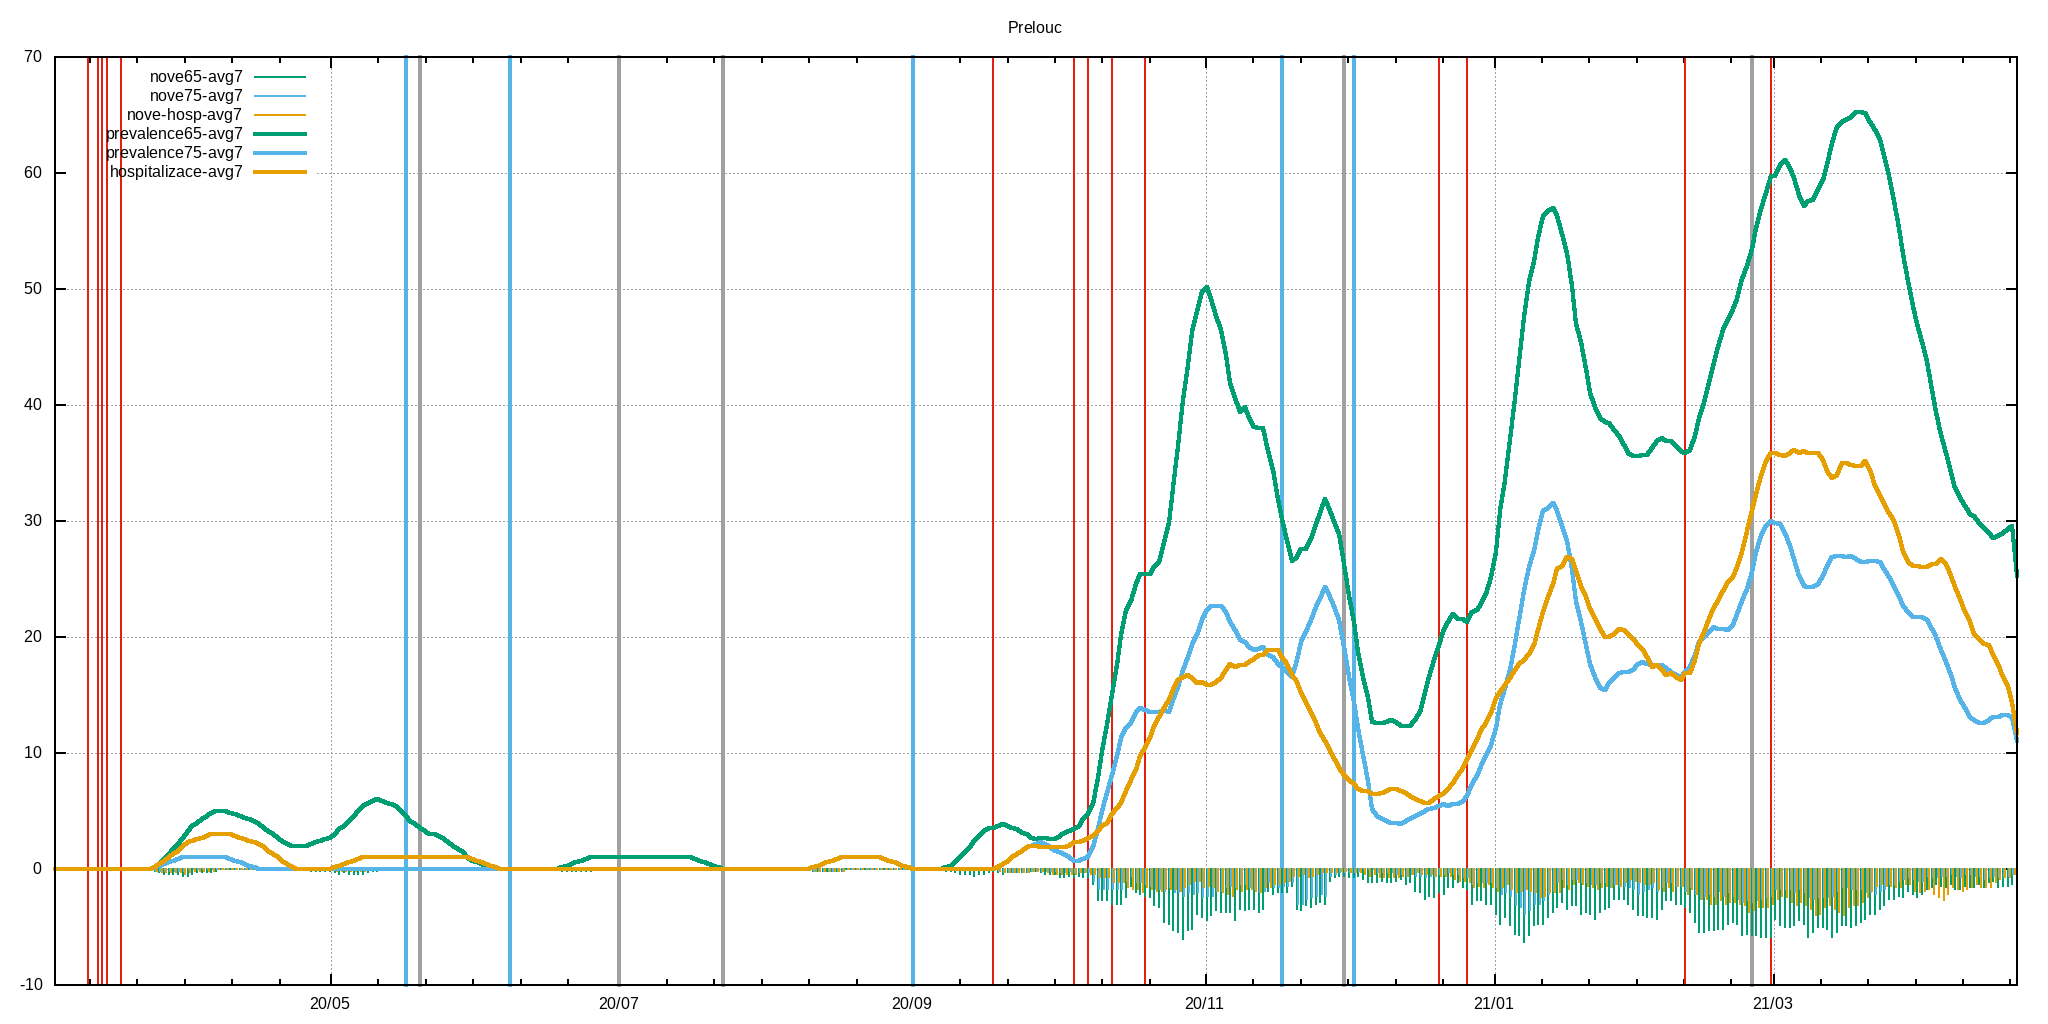 Prelouc
70
60
50
40
30
20
10
0
-10
nove65-avg7
nove75-avg7
nove-hosp-avg7
prevalence65-avg7
prevalence75-avg7
hospitalizace-avg7
20/05 20/07 20/09 20/11 21/01 21/03